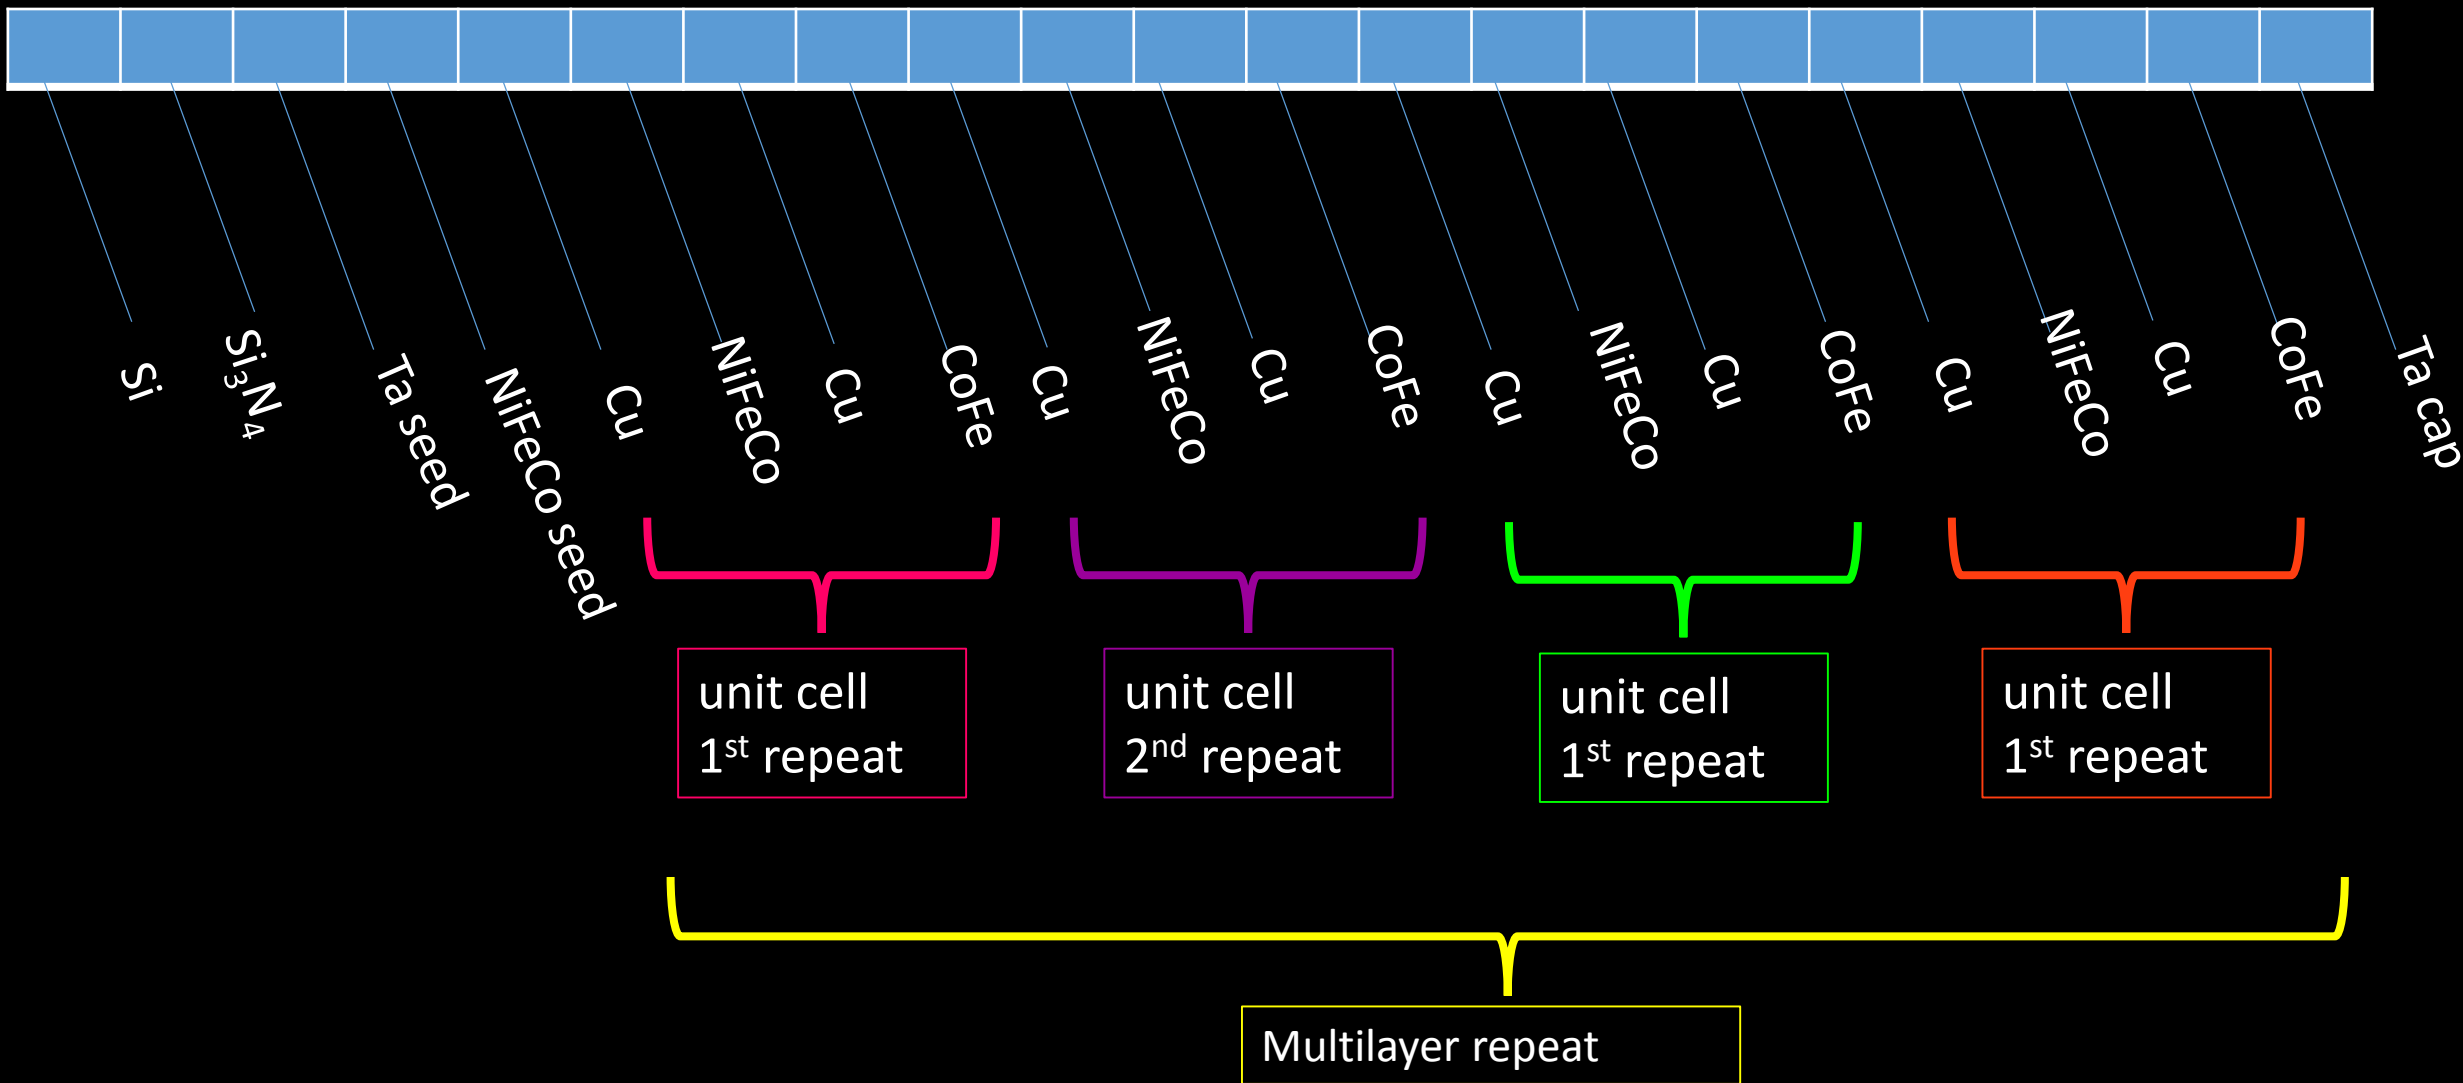 Si
Si₃N₄
Ta seed
NiFeCo seed
Cu
NiFeCo
Cu
CoFe
Cu
NiFeCo
Cu
CoFe
Cu
NiFeCo
Cu
CoFe
Cu
NiFeCo
Cu
CoFe
Ta cap
unit cell
1st repeat
unit cell
2nd repeat
unit cell
1st repeat
unit cell
1st repeat
Multilayer repeat